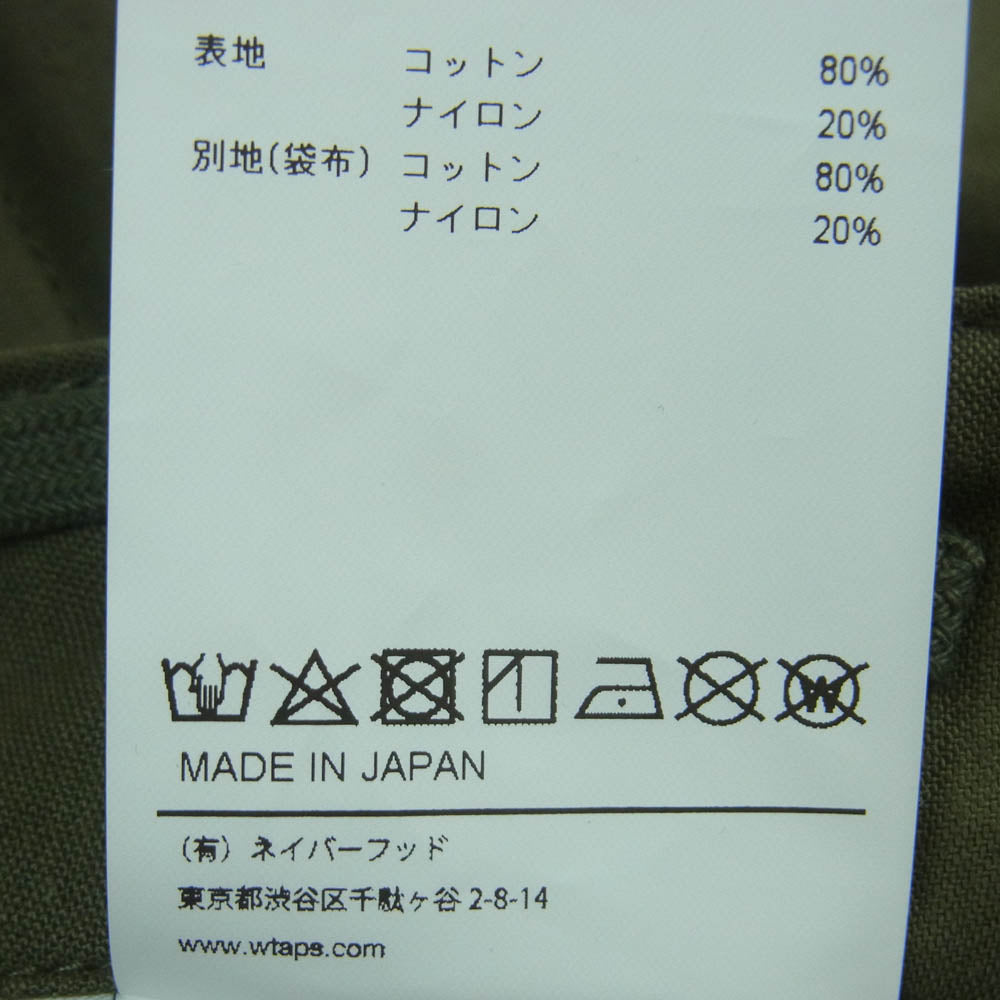 表地 コットン 80%
ナイロン 20%
別地(袋布) コットン 80%
ナイロン 20%
W
MADE IN JAPAN
(有) ネイバーフッド
東京都渋谷区千駄ヶ谷 2-8-14
www.wtaps.com